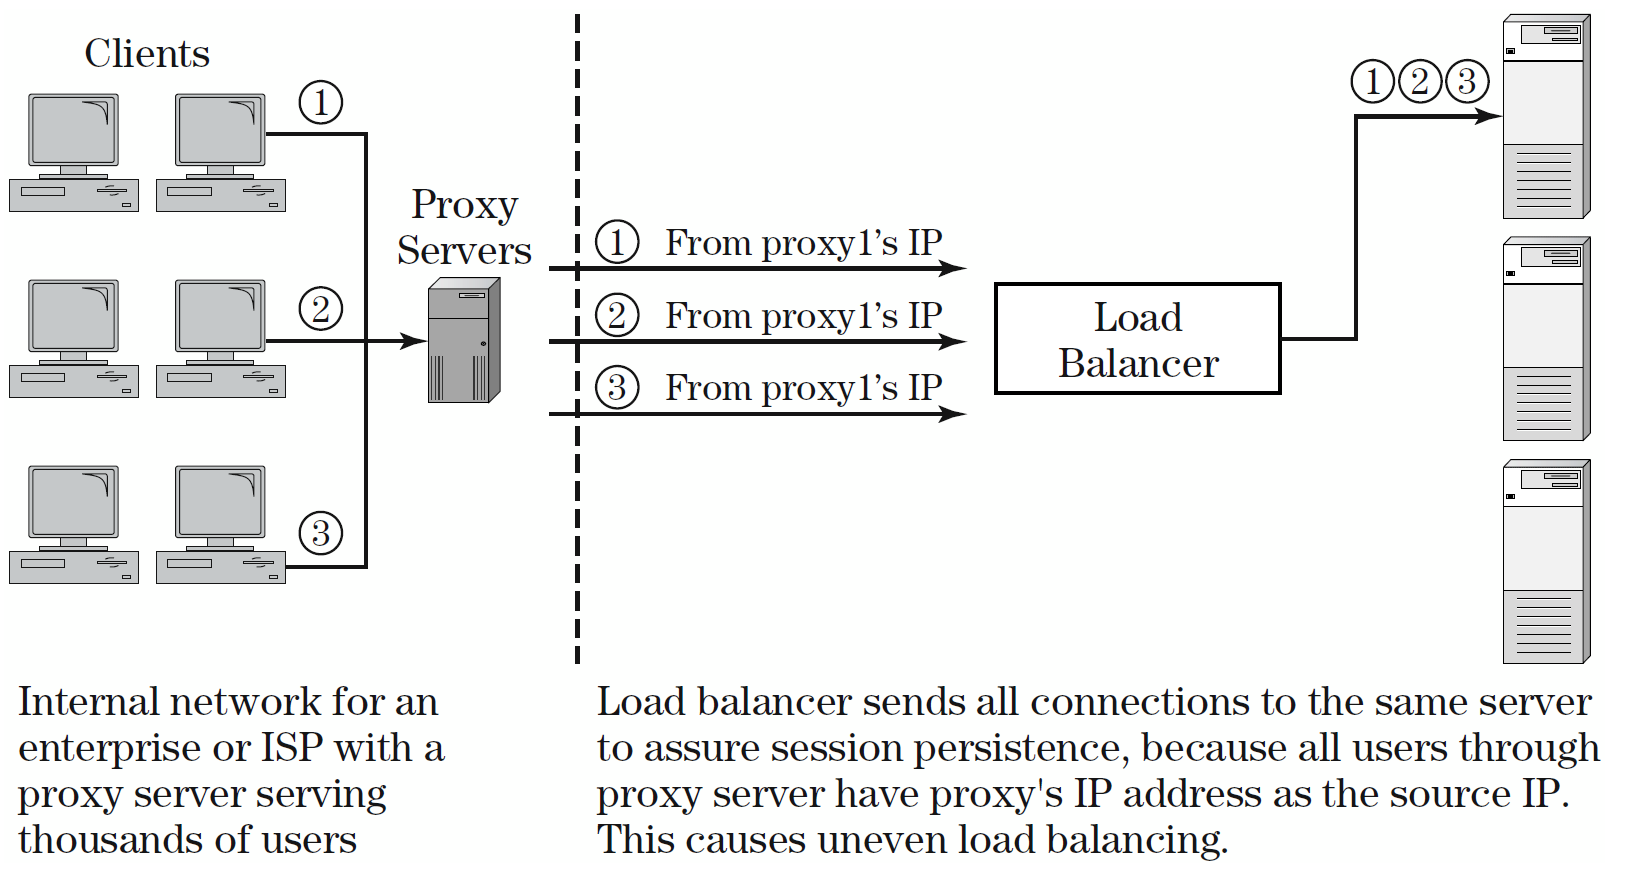 Clients
1
2
3
Proxy
Servers
1 From proxy1’s IP
2 From proxy1’s IP
3 From proxy1’s IP
Load
Balancer
1 2 3
Internal network for an
enterprise or ISP with a
proxy server serving
thousands of users
Load balancer sends all connections to the same server
to assure session persistence, because all users through
proxy server have proxy's IP address as the source IP.
This causes uneven load balancing.